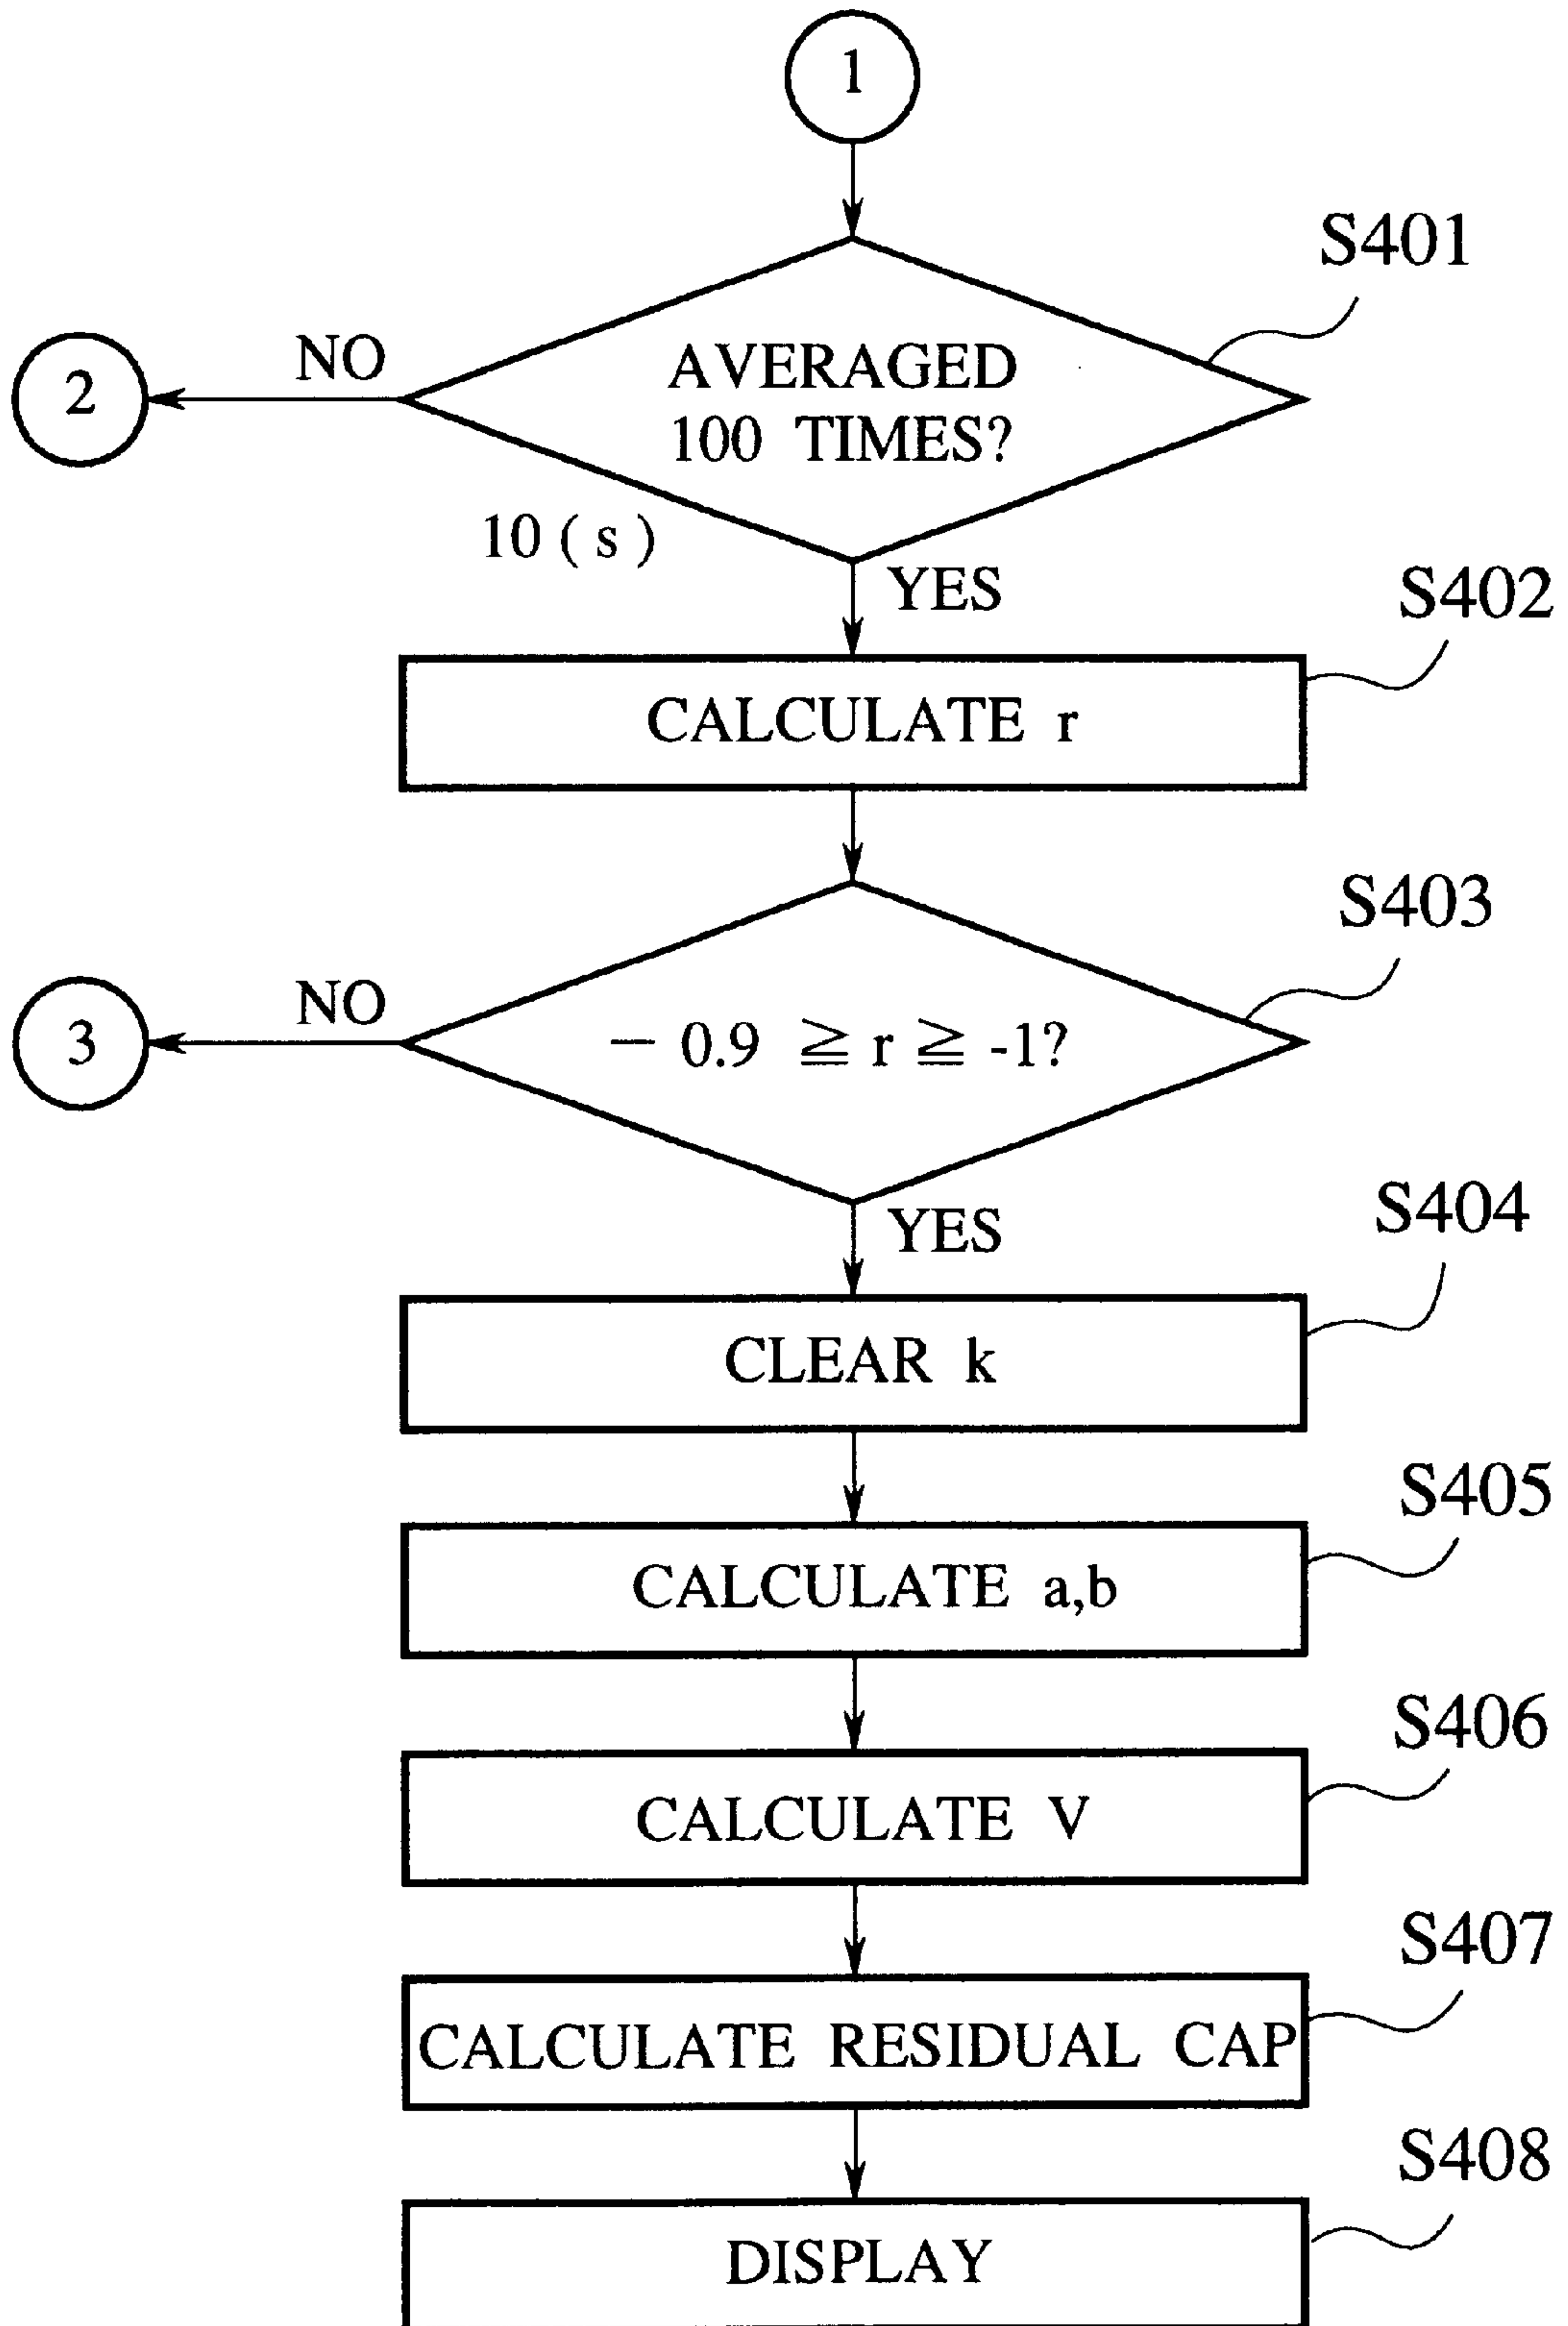 1
S401
NO
2
AVERAGED
100 TIMES?
10 ( s )
YES
S402
CALCULATE r
S403
NO
3
− 0.9 ≧ r ≧ -1?
YES
S404
CLEAR k
S405
CALCULATE a,b
S406
CALCULATE V
S407
CALCULATE RESIDUAL CAP
S408
DISPLAY